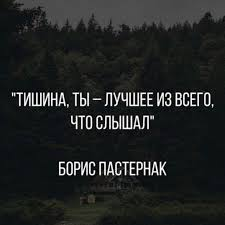 "ТИШИНА, ТЫ – ЛУЧШЕЕ ИЗ ВСЕГО,
ЧТО СЛЫШАЛ"
БОРИС ПАСТЕРНАК